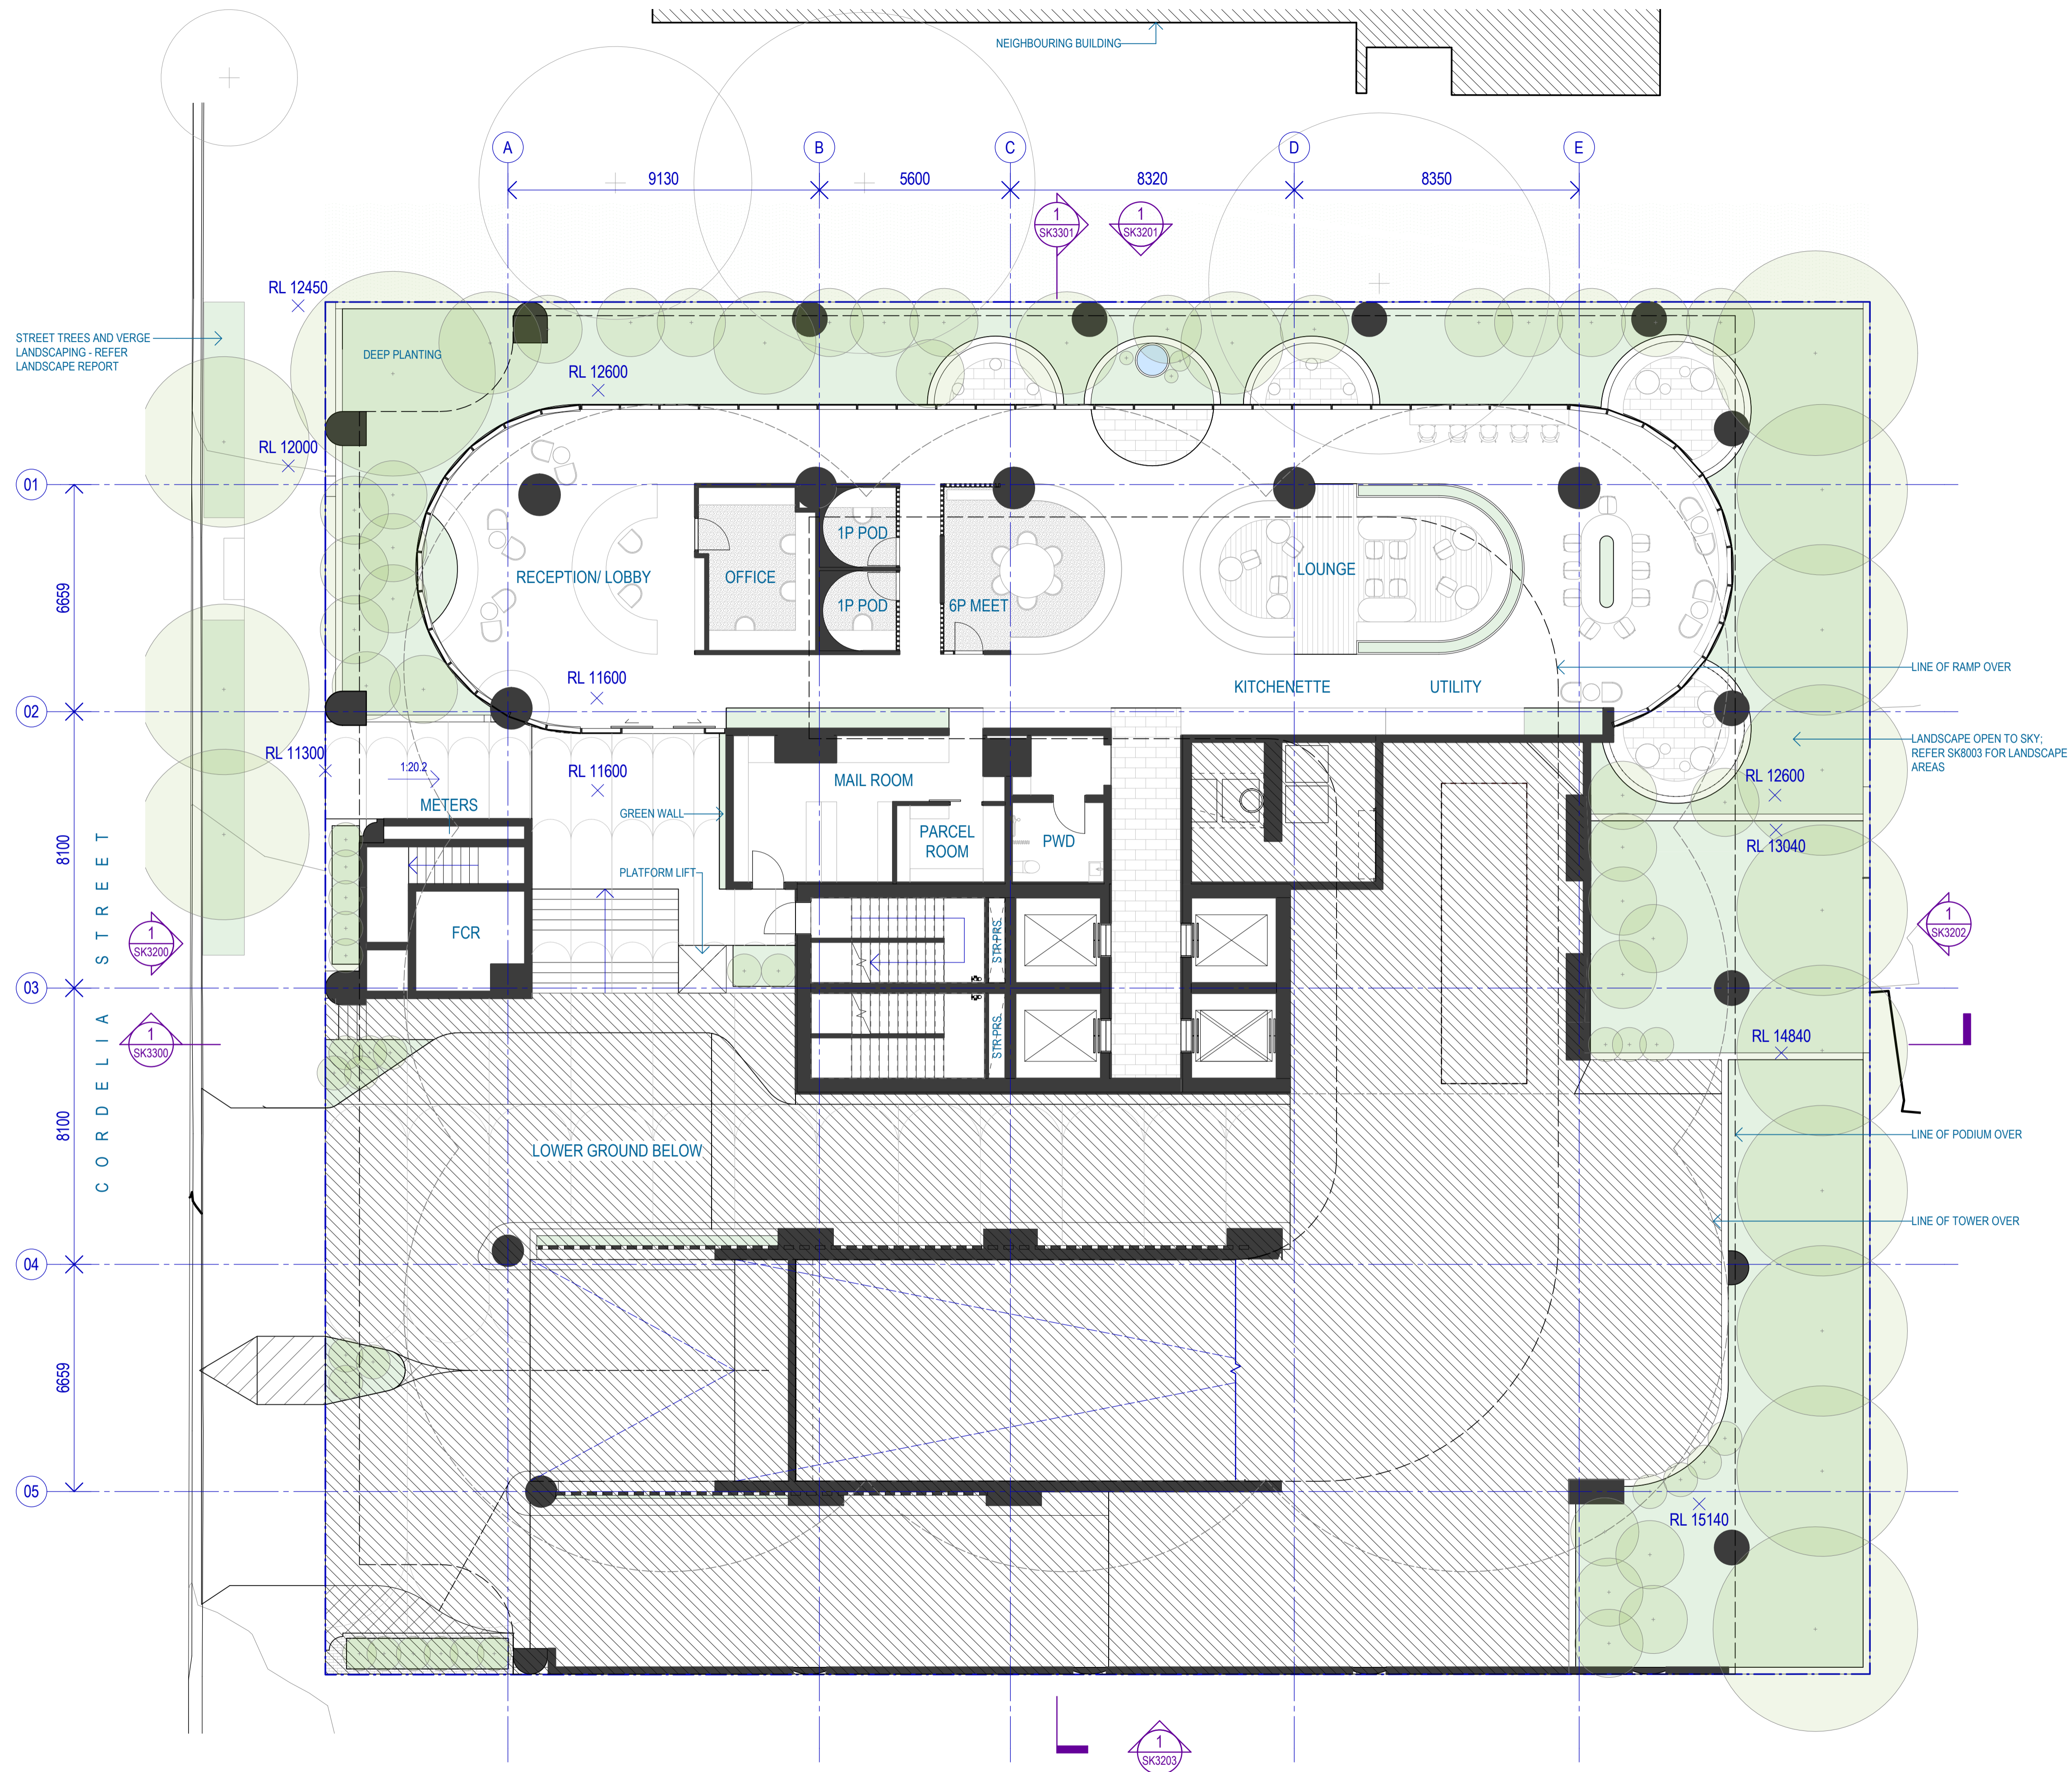 NEIGHBOURING BUILDING
A
B
C
D
E
9130
5600
8320
8350
1
SK3301
1
SK3201
RL 12450
STREET TREES AND VERGE
LANDSCAPING - REFER
LANDSCAPE REPORT
DEEP PLANTING
RL 12600
RL 12000
01
1P POD
RECEPTION/ LOBBY
OFFICE
LOUNGE
6659
1P POD
6P MEET
LINE OF RAMP OVER
RL 11600
KITCHENETTE
UTILITY
02
RL 11300
LANDSCAPE OPEN TO SKY;
REFER SK8003 FOR LANDSCAPE
AREAS
1:20.2
RL 11600
MAIL ROOM
RL 12600
METERS
GREEN WALL
PARCEL
ROOM
PWD
RL 13040
8100
PLATFORM LIFT
FCR
STR PRS.
1
SK3200
1
SK3202
03
STR PRS.
1
SK3300
RL 14840
CORDELIA STREET
8100
LOWER GROUND BELOW
LINE OF PODIUM OVER
LINE OF TOWER OVER
04
6659
05
RL 15140
1
SK3203